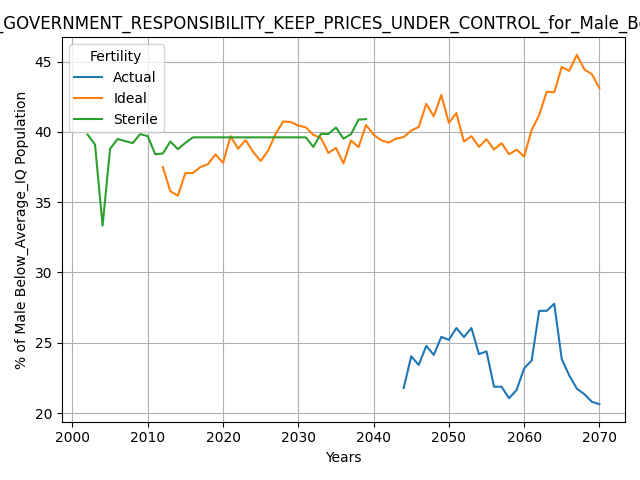 _GOVERNMENT_RESPONSIBILITY_KEEP_PRICES_UNDER_CONTROL_for_Male_Be
Fertility
Actual
Ideal
Sterile
% of Male Below_Average_IQ Population
45
40
35
30
25
20
2000 2010 2020 2030 2040 2050 2060 2070
Years